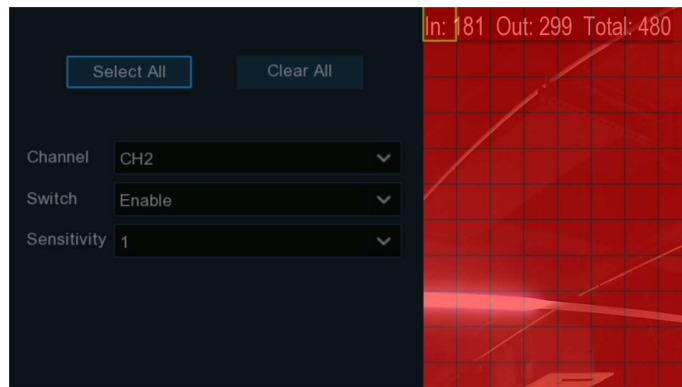 In: 181 Out: 299 Total: 480
Select All Clear All
Channel CH2
Switch Enable
Sensitivity 1